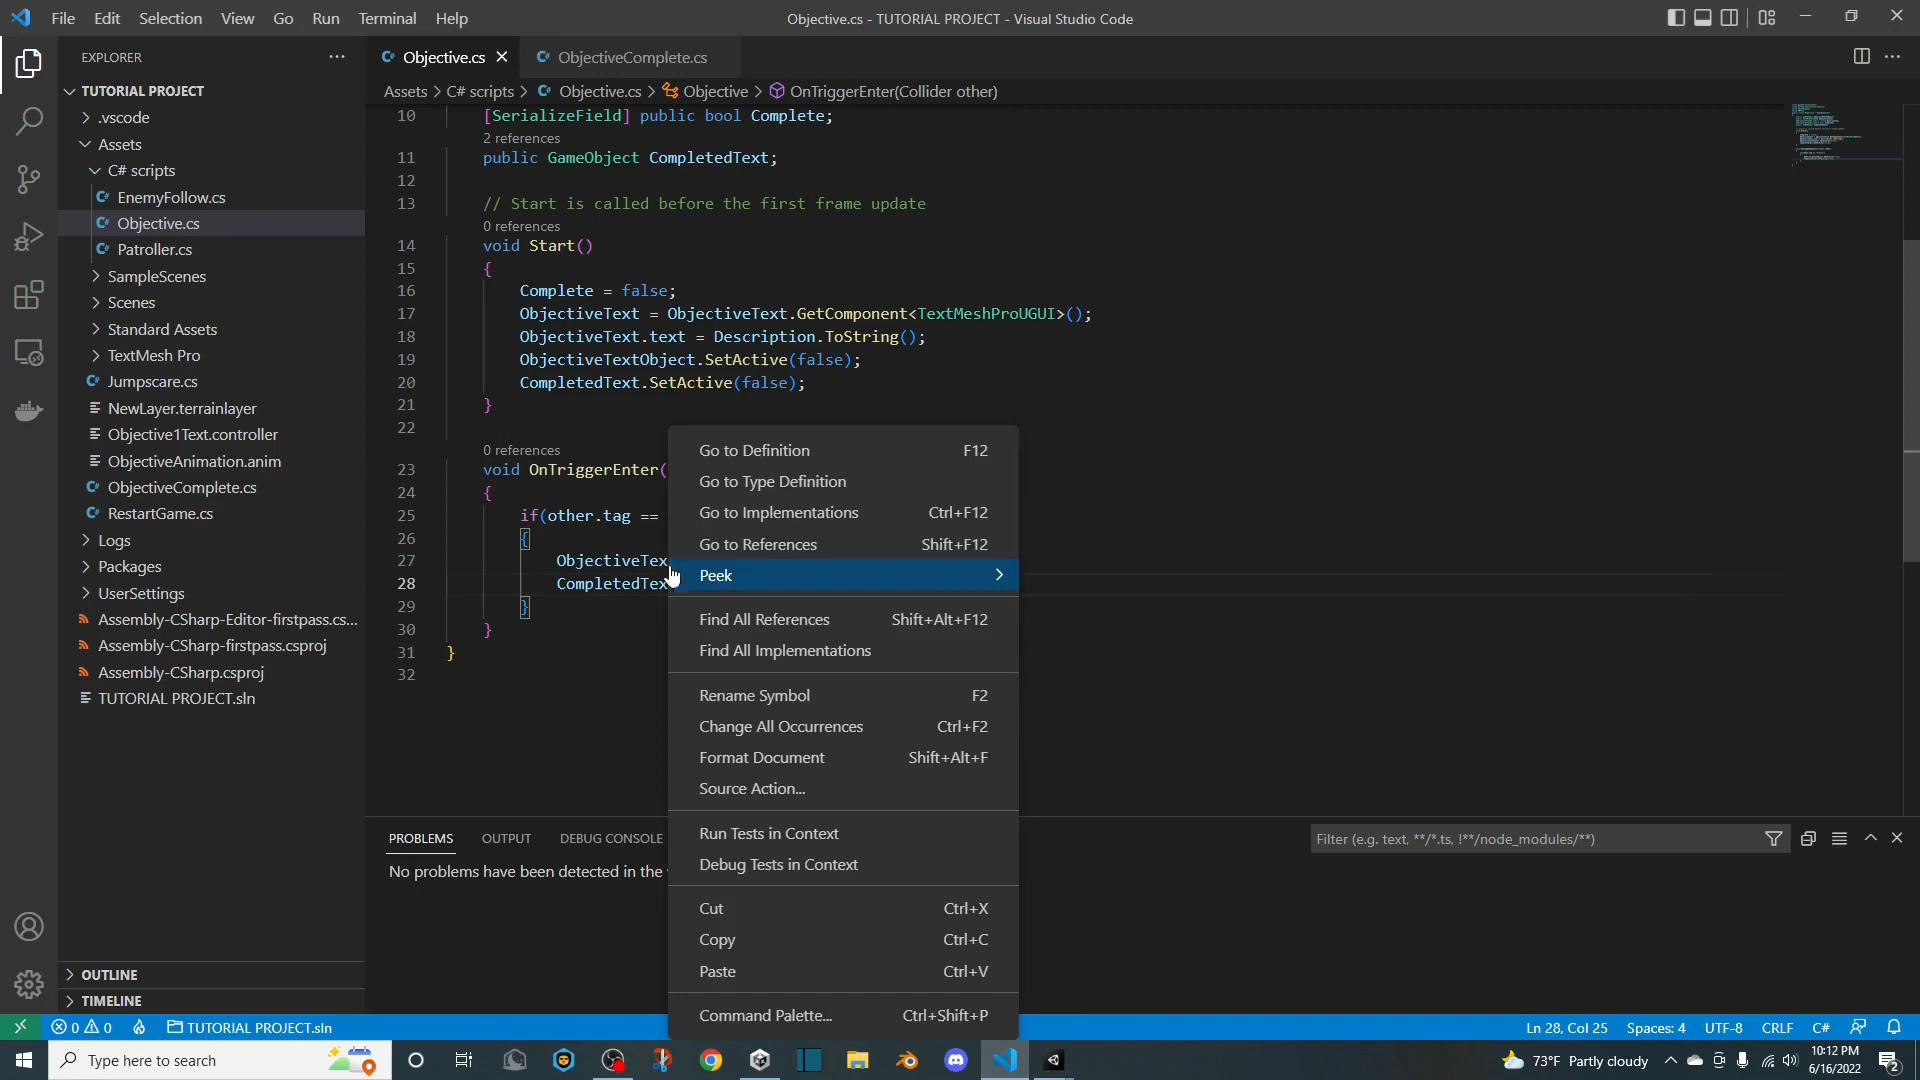 File Edit Selection View Go Run Terminal Help
Objective.cs - TUTORIAL PROJECT - Visual Studio Code
EXPLORER
TUTORIAL PROJECT
.vscode
Assets
C# scripts
EnemyFollow.cs
Objective.cs
Patroller.cs
SampleScenes
Scenes
Standard Assets
TextMesh Pro
Jumpscare.cs
NewLayer.terrainlayer
Objective1Text.controller
ObjectiveAnimation.anim
ObjectiveComplete.cs
RestartGame.cs
Logs
Packages
UserSettings
Assembly-CSharp-Editor-firstpass.cs...
Assembly-CSharp-firstpass.csproj
Assembly-CSharp.csproj
TUTORIAL PROJECT.sln
OUTLINE
TIMELINE
Objective.cs
ObjectiveComplete.cs
Assets > C# scripts > Objective.cs > Objective > OnTriggerEnter(Collider other)
10 [SerializeField] public bool Complete;
2 references
11 public GameObject CompletedText;
12
13 // Start is called before the first frame update
0 references
14 void Start()
15 {
16 Complete = false;
17 ObjectiveText = ObjectiveText.GetComponent<TextMeshProUGUI>();
18 ObjectiveText.text = Description.ToString();
19 ObjectiveTextObject.SetActive(false);
20 CompletedText.SetActive(false);
21 }
22
0 references
23 void OnTriggerEnter(
24 {
25 if(other.tag ==
26 {
27 ObjectiveTex
28 CompletedTex
29 }
30 }
31 }
32
Go to Definition F12
Go to Type Definition
Go to Implementations Ctrl+F12
Go to References Shift+F12
Peek
Find All References Shift+Alt+F12
Find All Implementations
Rename Symbol F2
Change All Occurrences Ctrl+F2
Format Document Shift+Alt+F
Source Action...
Run Tests in Context
Debug Tests in Context
Cut Ctrl+X
Copy Ctrl+C
Paste Ctrl+V
Command Palette... Ctrl+Shift+P
PROBLEMS OUTPUT DEBUG CONSOLE
Filter (e.g. text, **/*.ts, !**/node_modules/**)
No problems have been detected in the
0 0 TUTORIAL PROJECT.sln
Ln 28, Col 25 Spaces: 4 UTF-8 CRLF C#
Type here to search
73°F Partly cloudy
10:12 PM
6/16/2022
2